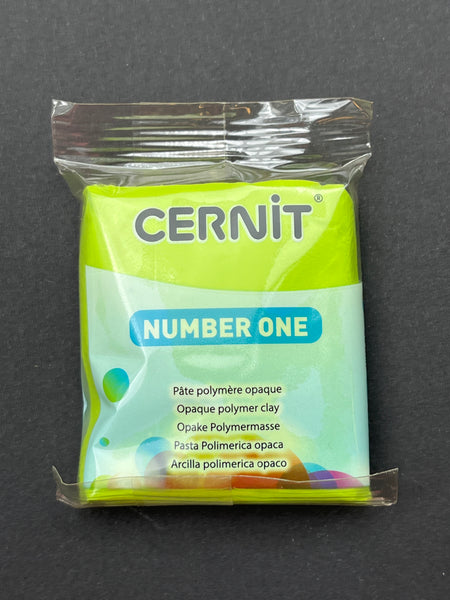 CERNiT®
NUMBER ONE
Pâte polymère opaque
Opaque polymer clay
Opake Polymermasse
Pasta Polimerica opaca
Arcilla polimerica opaco